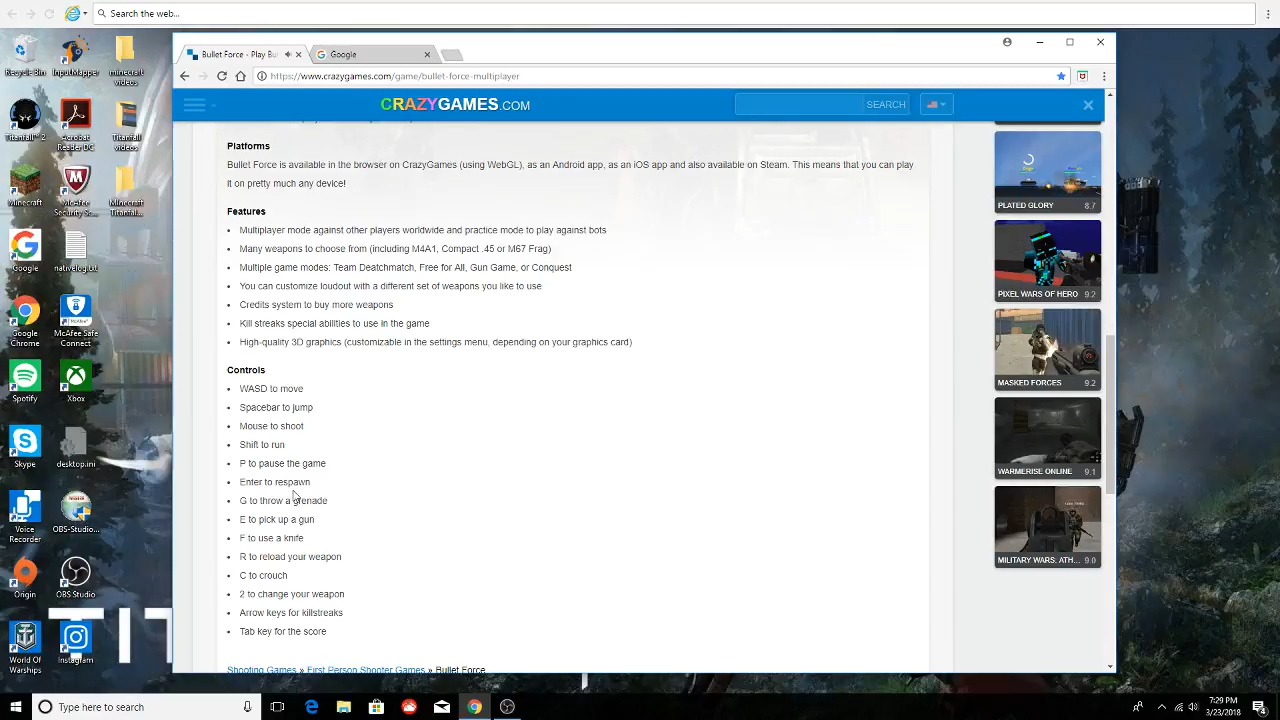 Search the web...
Bullet Force - Play Bu
Google
https://www.crazygames.com/game/bullet-force-multiplayer
CRAZYGAMES.COM
SEARCH
Platforms
Bullet Force is available in the browser on CrazyGames (using WebGL), as an Android app, as an iOS app and also available on Steam. This means that you can play
it on pretty much any device!
Features
• Multiplayer mode against other players worldwide and practice mode to play against bots
• Many weapons to choose from (including M4A1, Compact .45 or M67 Frag)
• Multiple game modes: Team Deatchmatch, Free for All, Gun Game, or Conquest
• You can customize loudout with a different set of weapons you like to use
• Credits system to buy more weapons
• Kill streaks special abilities to use in the game
• High-quality 3D graphics (customizable in the settings menu, depending on your graphics card)
Controls
• WASD to move
• Spacebar to jump
• Mouse to shoot
• Shift to run
• P to pause the game
• Enter to respawn
• G to throw a grenade
• E to pick up a gun
• F to use a knife
• R to reload your weapon
• C to crouch
• 2 to change your weapon
• Arrow keys for killstreaks
• Tab key for the score
Shooting Games » First Person Shooter Games » Bullet Force
PLATED GLORY 8.7
PIXEL WARS OF HERO 9.2
MASKED FORCES 9.2
WARMERISE ONLINE 9.1
MILITARY WARS: ATH... 9.0
Recycle Bin
InputMapper
minecraft
videos
Titanfall™ 2
Acrobat
Reader DC
Titanfall
videos
Minecraft
McAfee
Security Sc...
Minecraft
Titanfal...
Google
nativelog.txt
Google
Chrome
McAfee Safe
Connect
Spotify
Xbox
Skype
desktop.ini
Voice
Recorder
OBS-Studio...
Origin
OBS Studio
World Of
Warships
Instagram
TIT
Type here to search
7:29 PM
3/23/2018
4